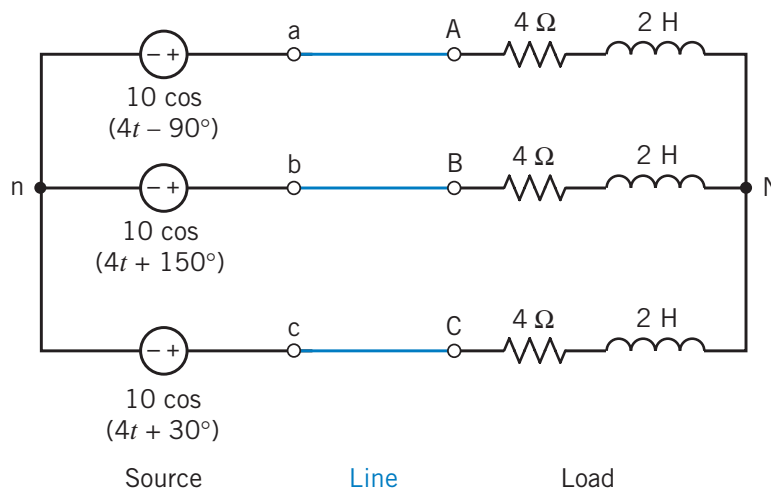 a A 4 Ω 2 H
10 cos
(4t – 90°)
b B 4 Ω 2 H
n N
10 cos
(4t + 150°)
c C 4 Ω 2 H
10 cos
(4t + 30°)
Source Line Load